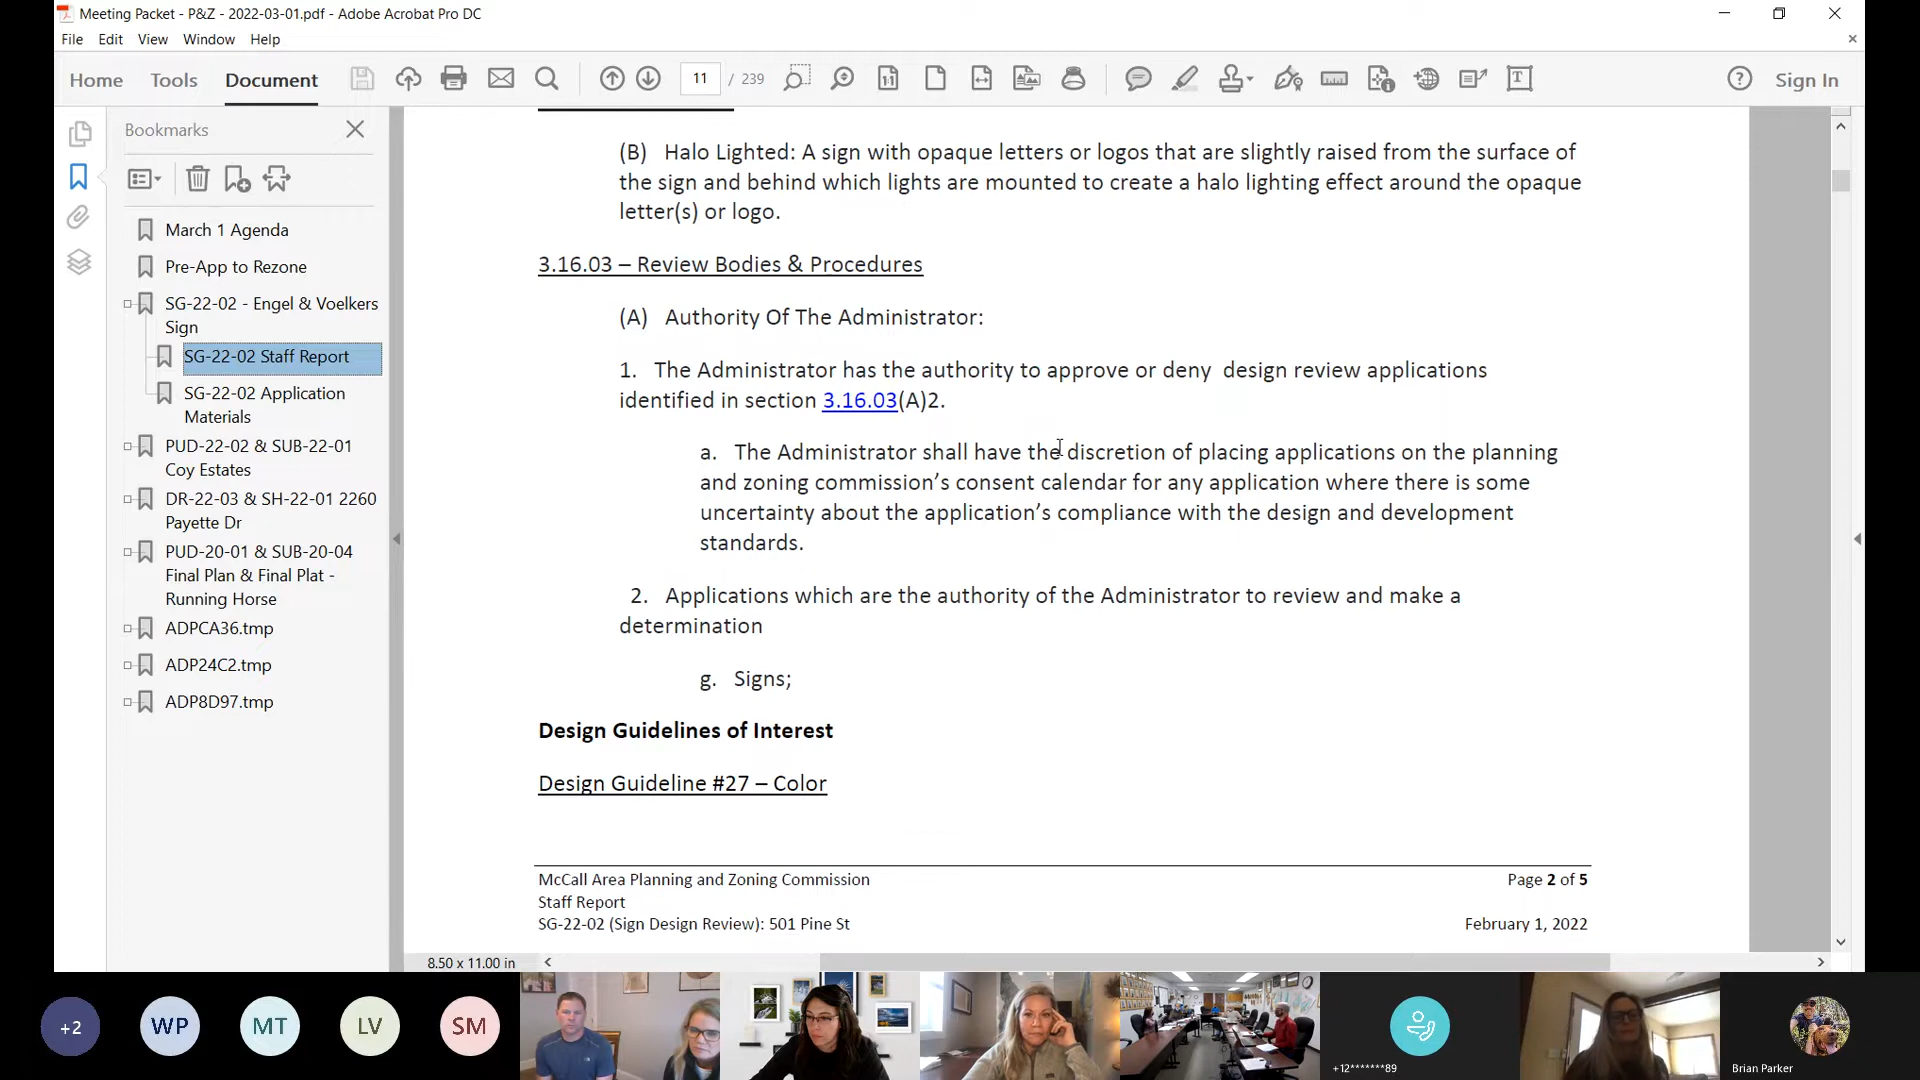 Meeting Packet - P&Z - 2022-03-01.pdf - Adobe Acrobat Pro DC
File Edit View Window Help
Home Tools Document 11 / 239 Sign In
Bookmarks
March 1 Agenda
Pre-App to Rezone
SG-22-02 - Engel & Voelkers
Sign
SG-22-02 Staff Report
SG-22-02 Application
Materials
PUD-22-02 & SUB-22-01
Coy Estates
DR-22-03 & SH-22-01 2260
Payette Dr
PUD-20-01 & SUB-20-04
Final Plan & Final Plat -
Running Horse
ADPCA36.tmp
ADP24C2.tmp
ADP8D97.tmp
(B) Halo Lighted: A sign with opaque letters or logos that are slightly raised from the surface of
the sign and behind which lights are mounted to create a halo lighting effect around the opaque
letter(s) or logo.
3.16.03 – Review Bodies & Procedures
(A) Authority Of The Administrator:
1. The Administrator has the authority to approve or deny design review applications
identified in section 3.16.03(A)2.
a. The Administrator shall have the discretion of placing applications on the planning
and zoning commission's consent calendar for any application where there is some
uncertainty about the application's compliance with the design and development
standards.
2. Applications which are the authority of the Administrator to review and make a
determination
g. Signs;
Design Guidelines of Interest
Design Guideline #27 – Color
McCall Area Planning and Zoning Commission Page 2 of 5
Staff Report
SG-22-02 (Sign Design Review): 501 Pine St February 1, 2022
8.50 x 11.00 in
+2 WP MT LV SM
+12*******89
Brian Parker